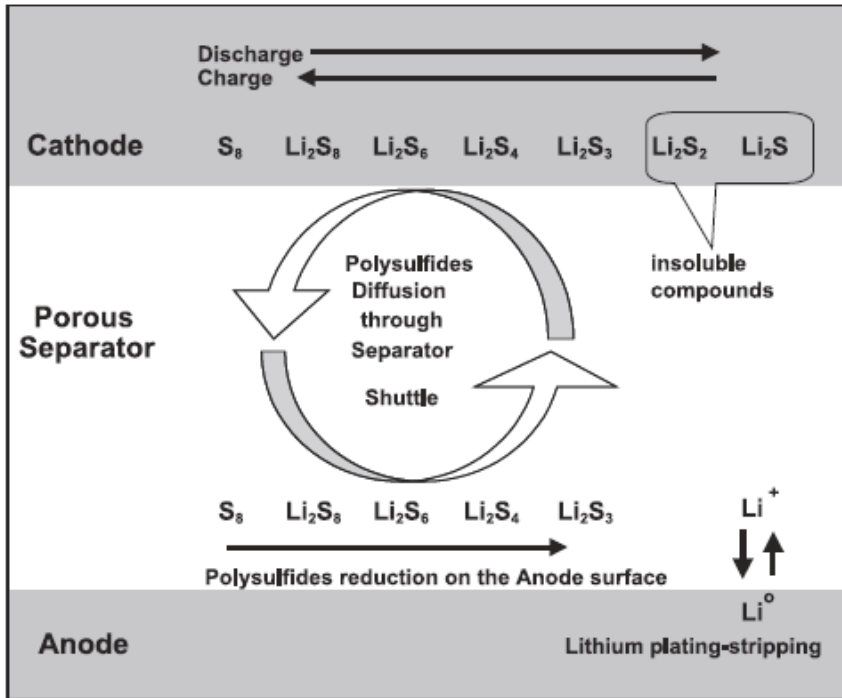 Discharge
Charge
Cathode S₈ Li₂S₈ Li₂S₆ Li₂S₄ Li₂S₃ Li₂S₂ Li₂S
insoluble
compounds
Polysulfides
Diffusion
through
Separator
Shuttle
Porous
Separator
S₈ Li₂S₈ Li₂S₆ Li₂S₄ Li₂S₃ Li⁺
Polysulfides reduction on the Anode surface
Li⁰
Anode Lithium plating-stripping